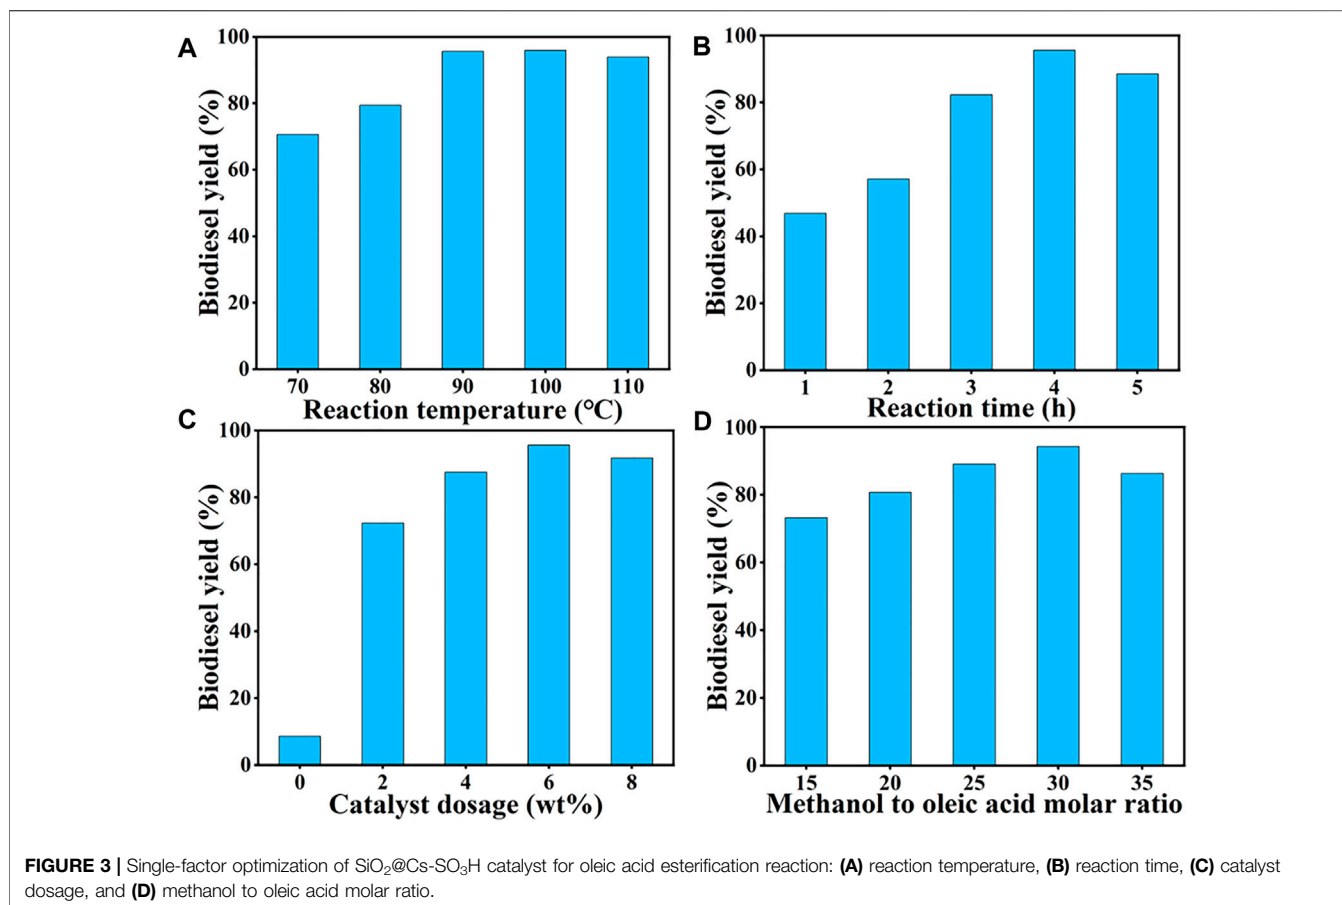 A
Biodiesel yield (%)
100
80
60
40
20
0
70 80 90 100 110
Reaction temperature (°C)
B
Biodiesel yield (%)
100
80
60
40
20
0
1 2 3 4 5
Reaction time (h)
C
Biodiesel yield (%)
100
80
60
40
20
0
0 2 4 6 8
Catalyst dosage (wt%)
D
Biodiesel yield (%)
100
80
60
40
20
0
15 20 25 30 35
Methanol to oleic acid molar ratio
FIGURE 3 | Single-factor optimization of SiO₂@Cs-SO₃H catalyst for oleic acid esterification reaction: (A) reaction temperature, (B) reaction time, (C) catalyst
dosage, and (D) methanol to oleic acid molar ratio.